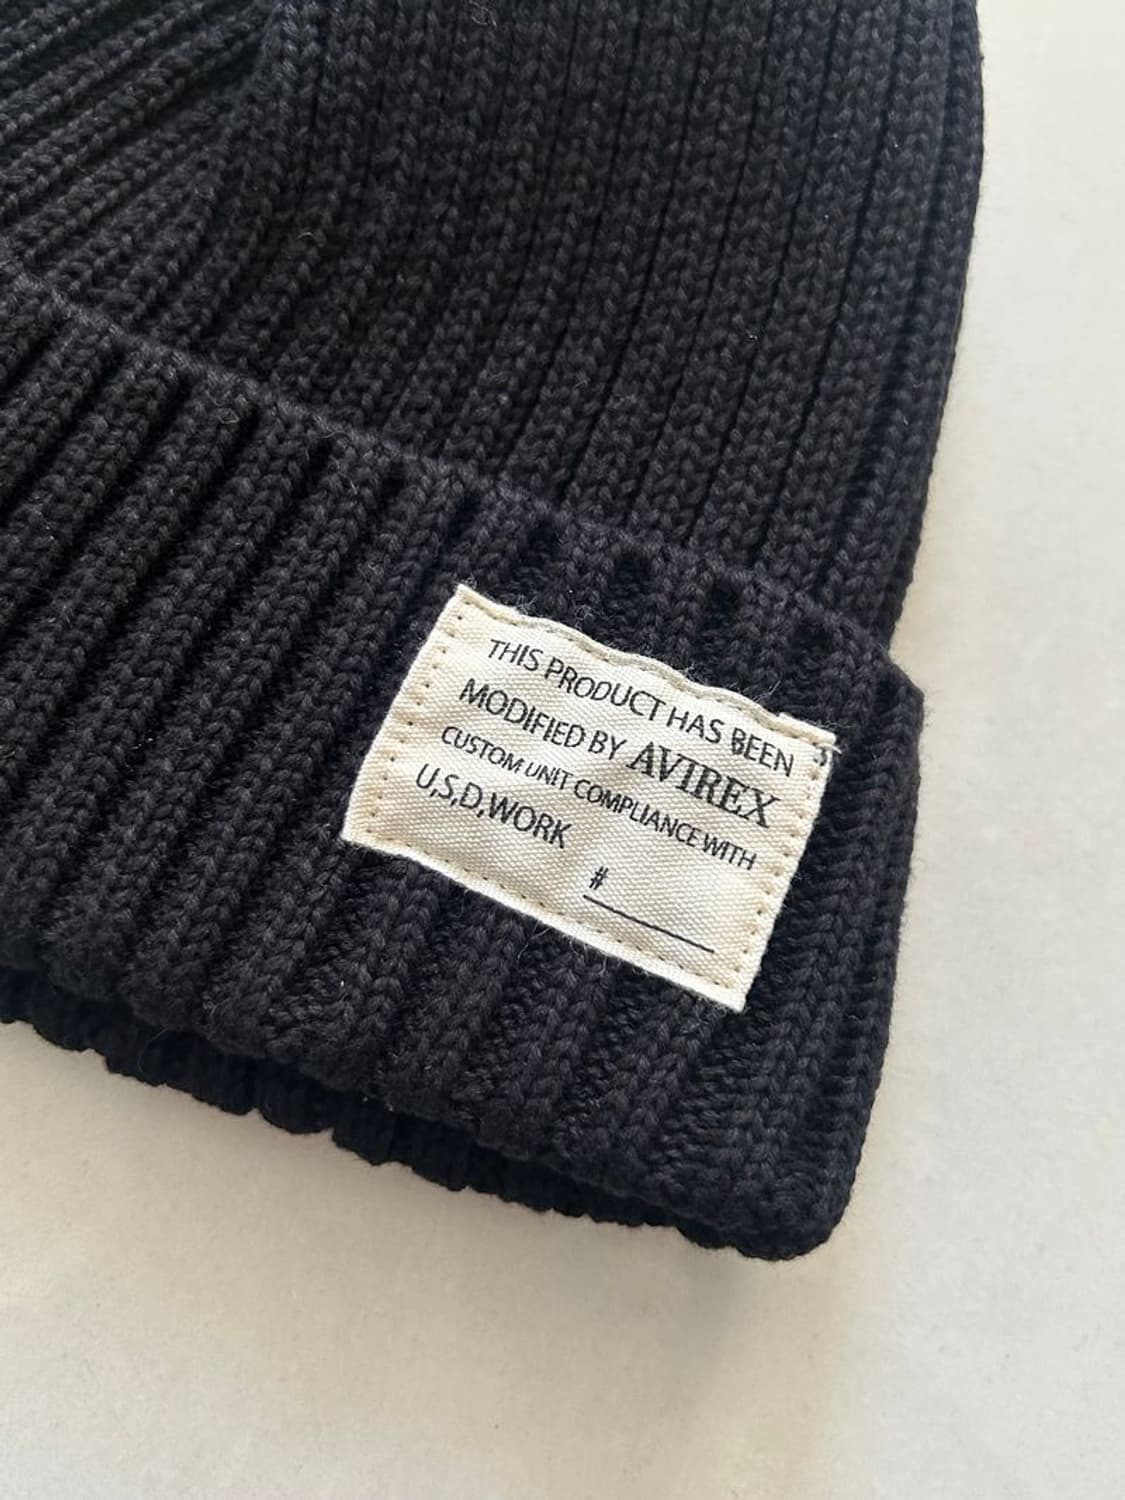 THIS PRODUCT HAS BEEN
MODIFIED BY AVIREX
CUSTOM UNIT COMPLIANCE WITH
U,S,D,WORK
#